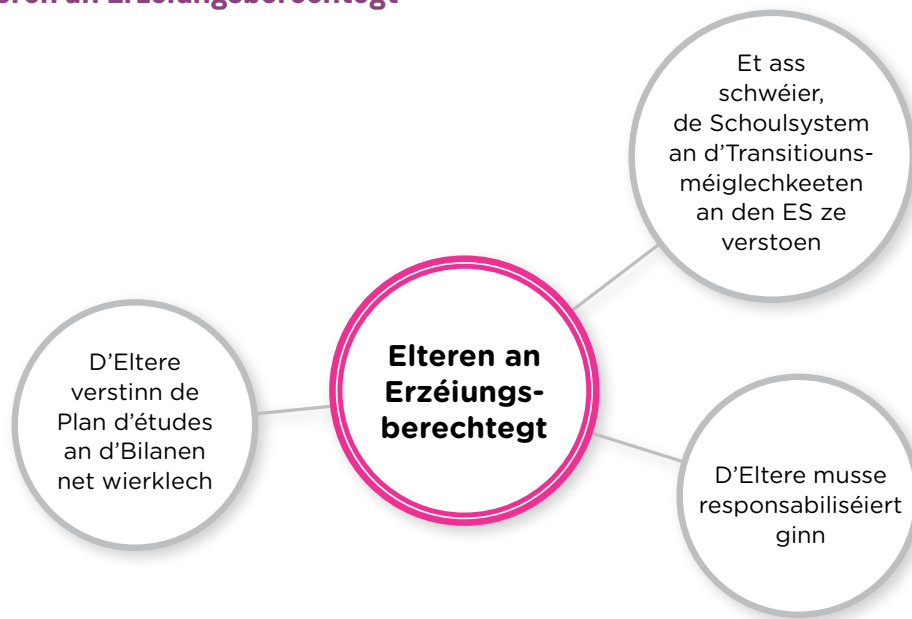 eren an Erzéiungsberechtegt
Et ass
schwéier,
de Schoulsystem
an d'Transitiouns-
méiglechkeeten
an den ES ze
verstoen
Elteren an
Erzéiungs-
berechtegt
D'Eltere
verstinn de
Plan d'études
an d'Bilanen
net wierklech
D'Eltere musse
responsabiliséiert
ginn